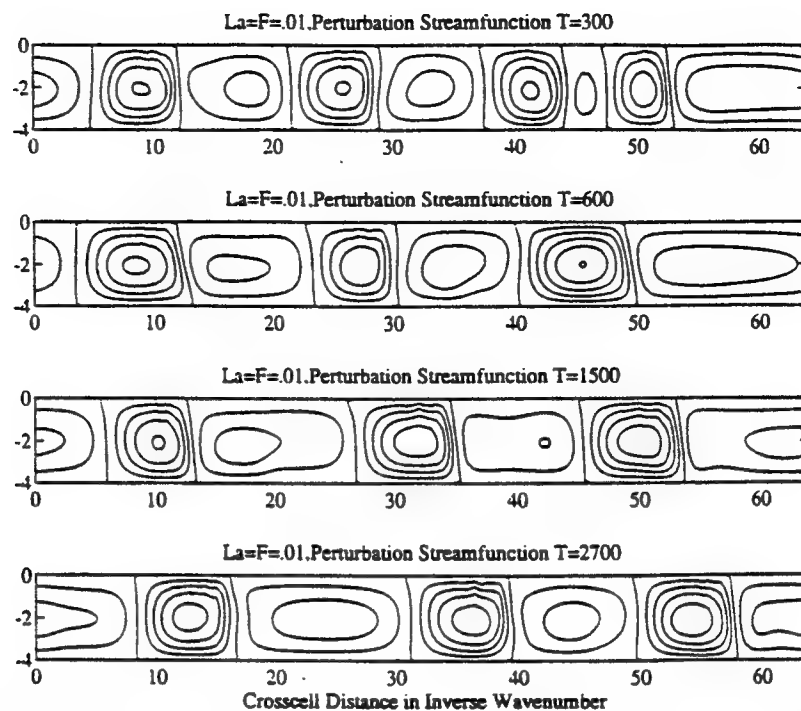 La=F=.01,Perturbation Streamfunction T=300
0
-2
-4
0 10 20 30 40 50 60
La=F=.01,Perturbation Streamfunction T=600
0
-2
-4
0 10 20 30 40 50 60
La=F=.01,Perturbation Streamfunction T=1500
0
-2
-4
0 10 20 30 40 50 60
La=F=.01,Perturbation Streamfunction T=2700
0
-2
-4
0 10 20 30 40 50 60
Crosscell Distance in Inverse Wavenumber